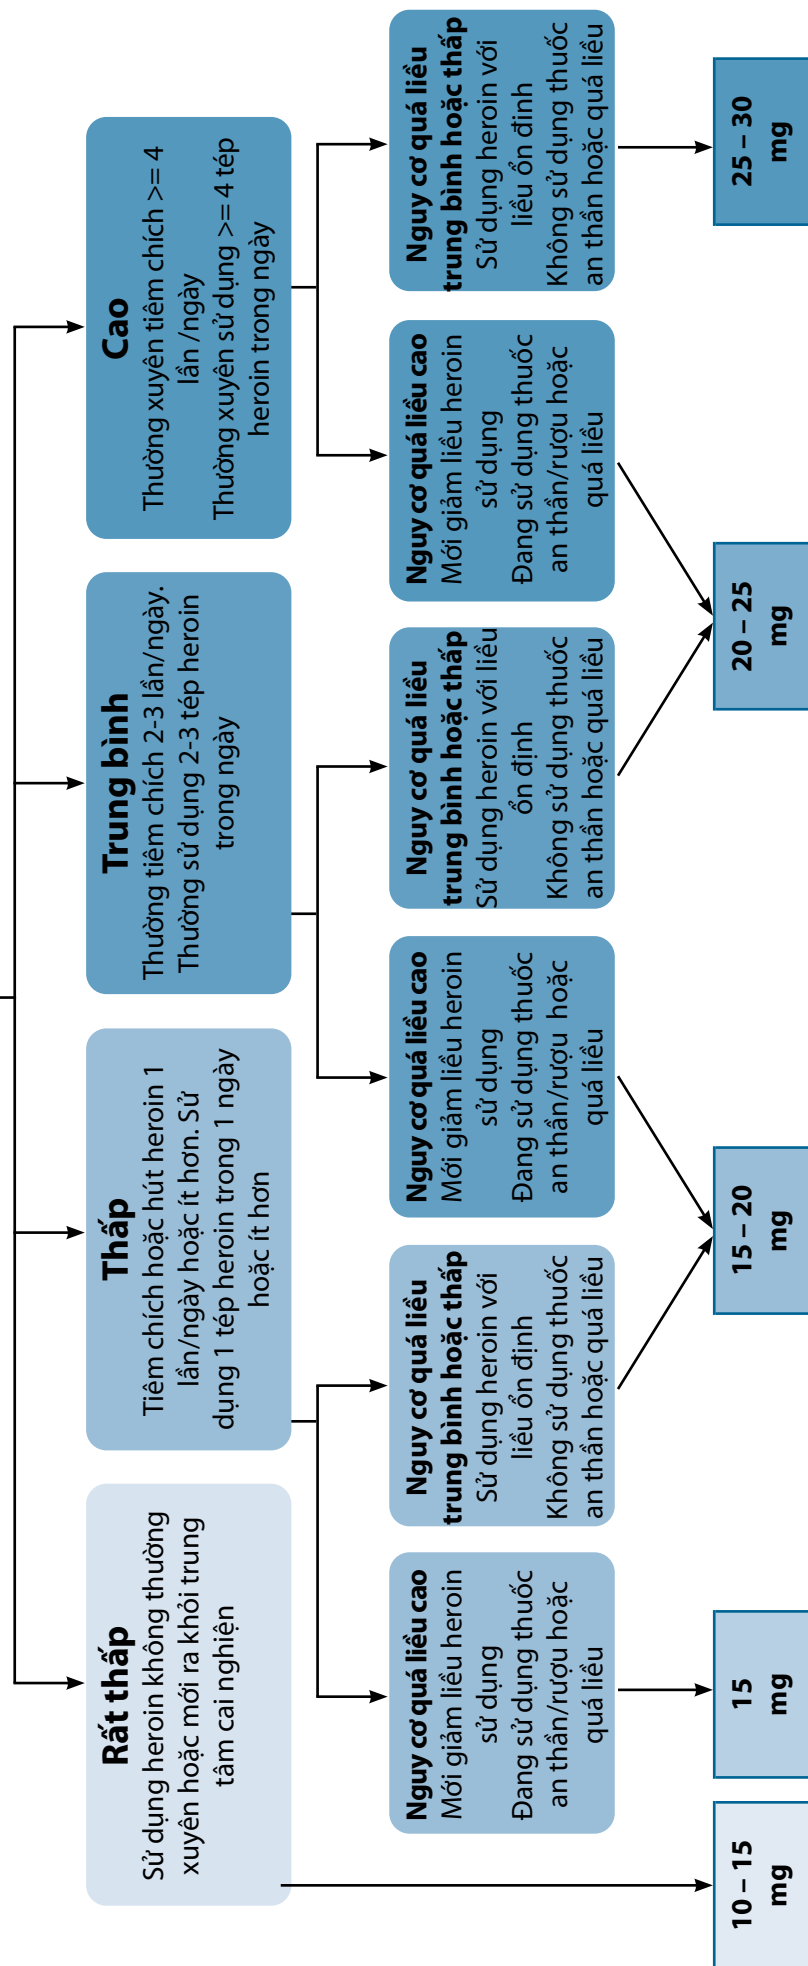 Rất thấp
Sử dụng heroin không thường
xuyên hoặc mới ra khỏi trung
tâm cai nghiện
Thấp
Tiêm chích hoặc hút heroin 1
lần/ngày hoặc ít hơn. Sử
dụng 1 tép heroin trong 1 ngày
hoặc ít hơn
Trung bình
Thường tiêm chích 2-3 lần/ngày.
Thường sử dụng 2-3 tép heroin
trong ngày
Cao
Thường xuyên tiêm chích >= 4
lần /ngày
Thường xuyên sử dụng >= 4 tép
heroin trong ngày
Nguy cơ quá liều cao
Mới giảm liều heroin
sử dụng
Đang sử dụng thuốc
an thần/rượu hoặc
quá liều
Nguy cơ quá liều
trung bình hoặc thấp
Sử dụng heroin với
liều ổn định
Không sử dụng thuốc
an thần hoặc quá liều
Nguy cơ quá liều cao
Mới giảm liều heroin
sử dụng
Đang sử dụng thuốc
an thần/rượu hoặc
quá liều
Nguy cơ quá liều
trung bình hoặc thấp
Sử dụng heroin với liều
ổn định
Không sử dụng thuốc
an thần hoặc quá liều
Nguy cơ quá liều cao
Mới giảm liều heroin
sử dụng
Đang sử dụng thuốc
an thần/rượu hoặc
quá liều
Nguy cơ quá liều
trung bình hoặc thấp
Sử dụng heroin với
liều ổn định
Không sử dụng thuốc
an thần hoặc quá liều
10 – 15
mg
15
mg
15 – 20
mg
20 – 25
mg
25 – 30
mg